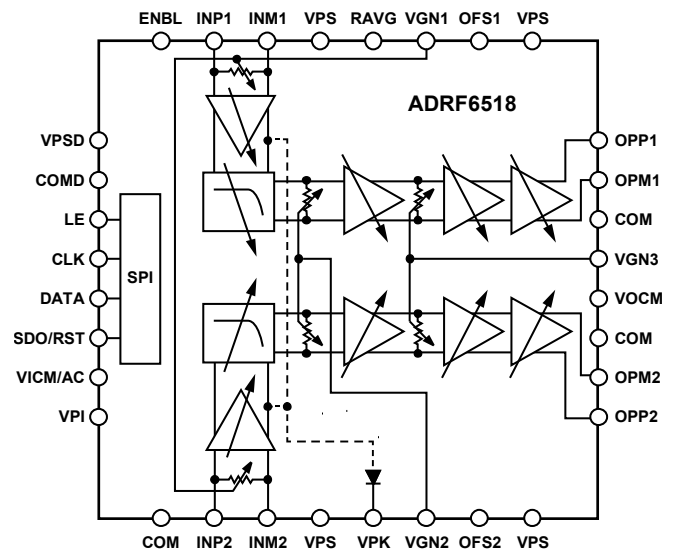 ENBL INP1 INM1 VPS RAVG VGN1 OFS1 VPS
ADRF6518
VPSD
COMD
LE
CLK
DATA
SDO/RST
VICM/AC
VPI
SPI
OPP1
OPM1
COM
VGN3
VOCM
COM
OPM2
OPP2
COM INP2 INM2 VPS VPK VGN2 OFS2 VPS